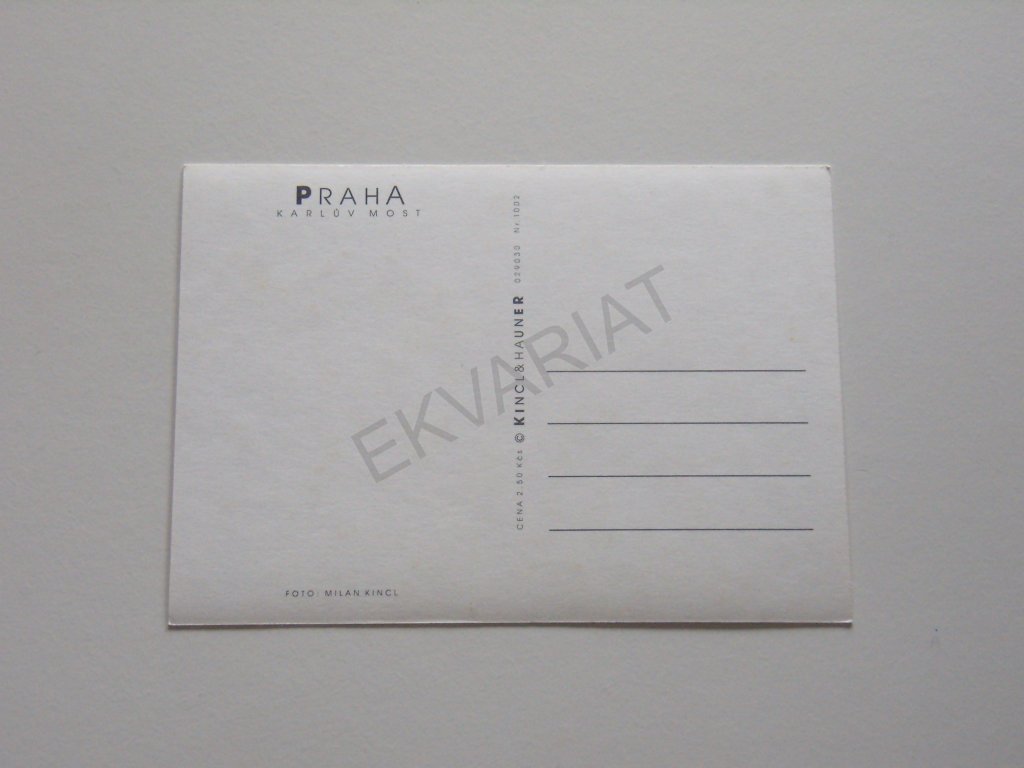 PRAHA
KARLŮV MOST
CENA 2.50 Kčs © KINCL&HAUNER 029030 Nr. 1002
EKVARIAT
FOTO: MILAN KINCL